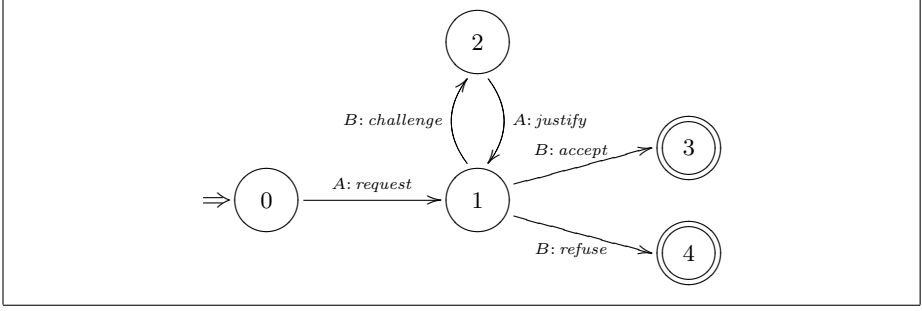 2
B: challenge
A: justify
B: accept
3
A: request
0
1
B: refuse
4